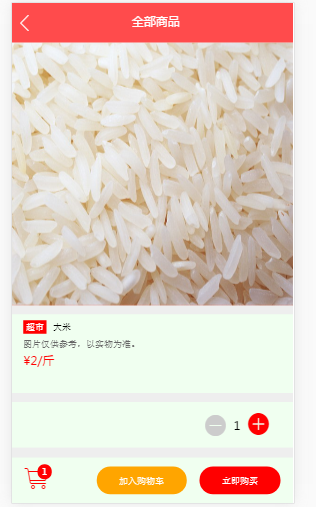 全部商品
超市 大米
图片仅供参考，以实物为准。
¥2/斤
1
1
加入购物车 立即购买